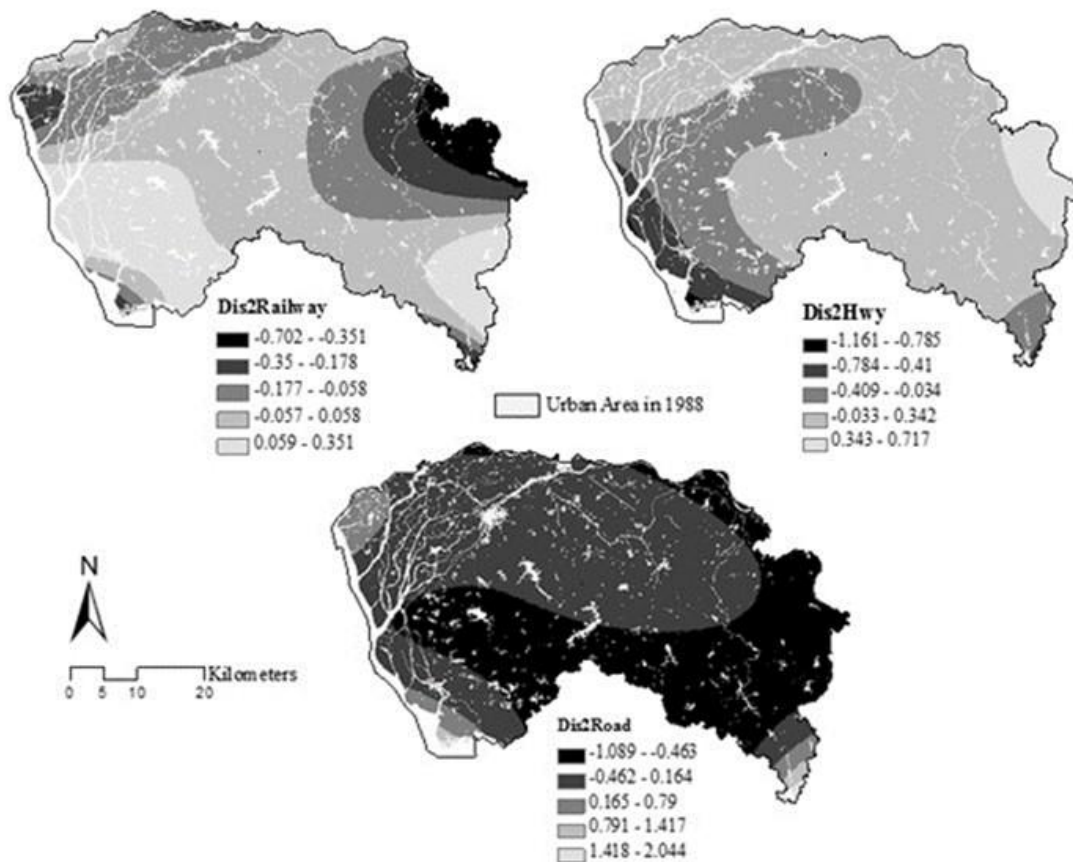 Dis2Railway
-0.702 - -0.351
-0.35 - -0.178
-0.177 - -0.058
-0.057 - 0.058
0.059 - 0.351
Dis2Hwy
-1.161 - -0.785
-0.784 - -0.41
-0.409 - -0.034
-0.033 - 0.342
0.343 - 0.717
Urban Area in 1988
N
Kilometers
0 5 10 20
Dis2Road
-1.089 - -0.463
-0.462 - 0.164
0.165 - 0.79
0.791 - 1.417
1.418 - 2.044